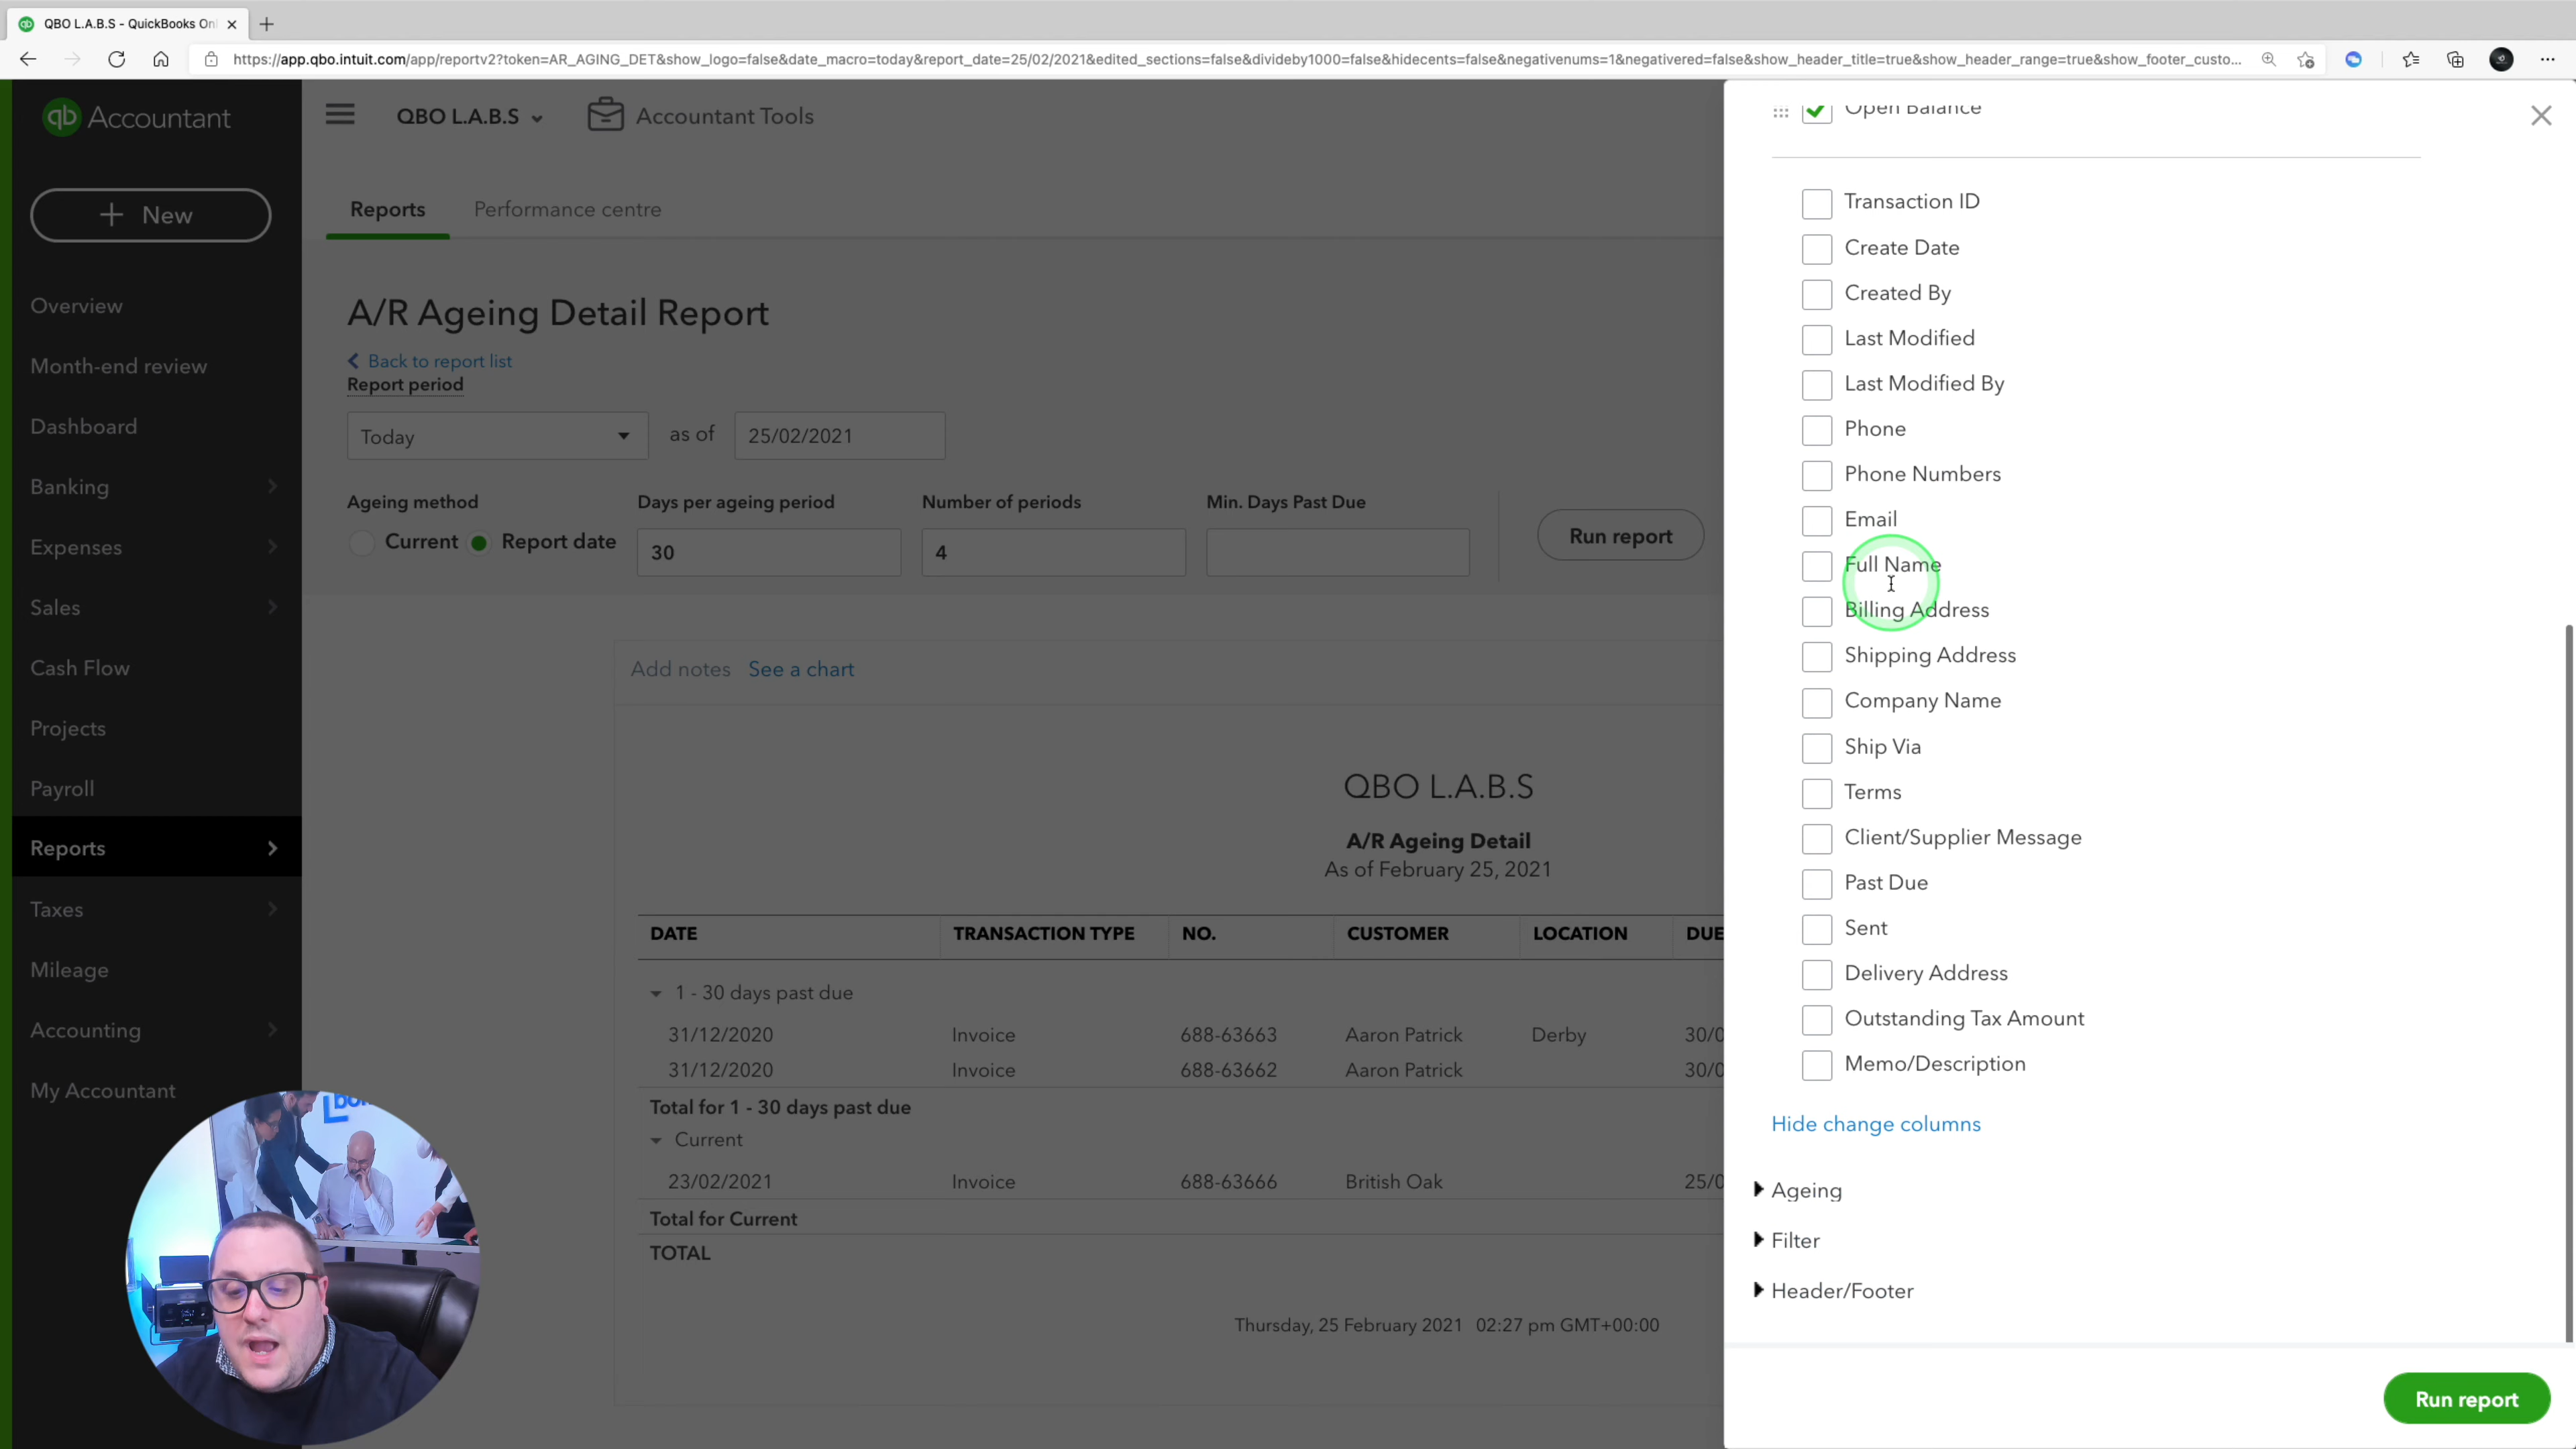 QBO L.A.B.S - QuickBooks Onl
https://app.qbo.intuit.com/app/reportv2?token=AR_AGING_DET&show_logo=false&date_macro=today&report_date=25/02/2021&edited_sections=false&divideby1000=false&hidecents=false&negativenums=1&negativered=false&show_header_title=true&show_header_range=true&show_footer_custo...
qb Accountant
QBO L.A.B.S
Accountant Tools
+ New
Overview
Month-end review
Dashboard
Banking
Expenses
Sales
Cash Flow
Projects
Payroll
Reports
Taxes
Mileage
Accounting
My Accountant
Reports
Performance centre
A/R Ageing Detail Report
Back to report list
Report period
Today
as of
25/02/2021
Ageing method
Days per ageing period
Number of periods
Min. Days Past Due
Current
Report date
30
4
Run report
Add notes
See a chart
QBO L.A.B.S
A/R Ageing Detail
As of February 25, 2021
DATE TRANSACTION TYPE NO. CUSTOMER LOCATION DUE
1 - 30 days past due
31/12/2020 Invoice 688-63663 Aaron Patrick Derby 30/0
31/12/2020 Invoice 688-63662 Aaron Patrick 30/0
Total for 1 - 30 days past due
Current
23/02/2021 Invoice 688-63666 British Oak 25/0
Total for Current
TOTAL
Thursday, 25 February 2021 02:27 pm GMT+00:00
Open Balance
Transaction ID
Create Date
Created By
Last Modified
Last Modified By
Phone
Phone Numbers
Email
Full Name
Billing Address
Shipping Address
Company Name
Ship Via
Terms
Client/Supplier Message
Past Due
Sent
Delivery Address
Outstanding Tax Amount
Memo/Description
Hide change columns
Ageing
Filter
Header/Footer
Run report